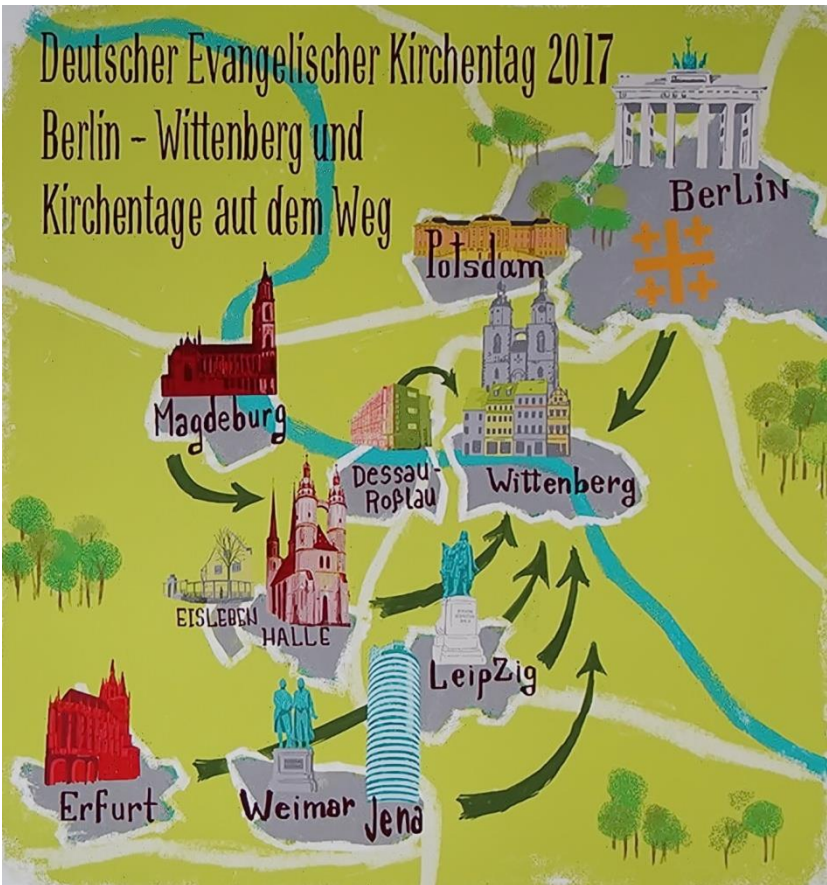 Deutscher Evangelischer Kirchentag 2017
Berlin - Wittenberg und
Kirchentage auf dem Weg
Berlin
Potsdam
Magdeburg
Dessau-
Roßlau
Wittenberg
EISLEBEN
HALLE
Leipzig
Erfurt
Weimar
Jena